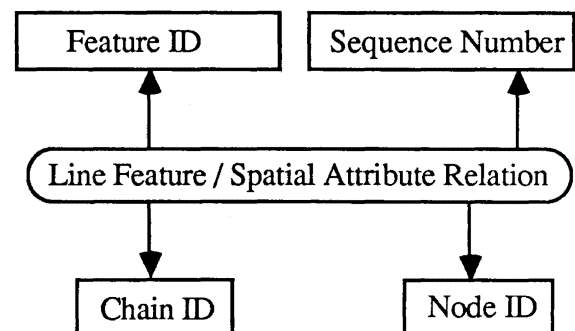 Feature ID
Sequence Number
Line Feature / Spatial Attribute Relation
Chain ID
Node ID